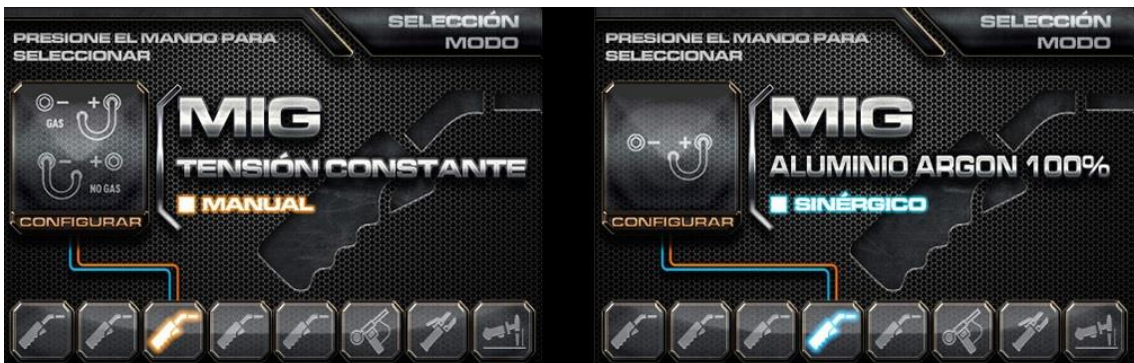 SELECCIÓN
MODO
PRESIONE EL MANDO PARA
SELECCIONAR
- +
GAS
- +
NO GAS
CONFIGURAR
MIG
TENSIÓN CONSTANTE
MANUAL
SELECCIÓN
MODO
PRESIONE EL MANDO PARA
SELECCIONAR
- +
CONFIGURAR
MIG
ALUMINIO ARGON 100%
SINÉRGICO